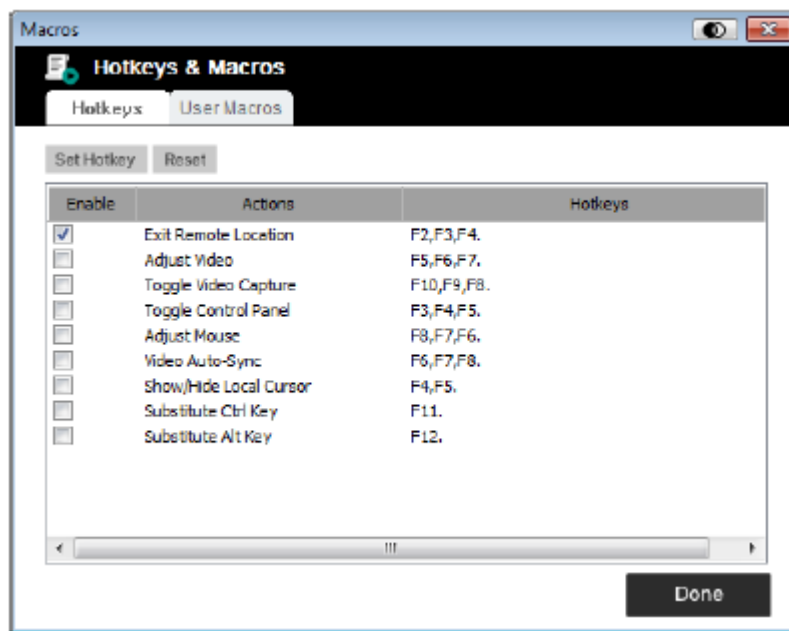 Macros
Hotkeys & Macros
Hotkeys User Macros
Set Hotkey Reset
Enable Actions Hotkeys
Exit Remote Location F2,F3,F4.
Adjust Video F5,F6,F7.
Toggle Video Capture F10,F9,F8.
Toggle Control Panel F3,F4,F5.
Adjust Mouse F8,F7,F6.
Video Auto-Sync F6,F7,F8.
Show/Hide Local Cursor F4,F5.
Substitute Ctrl Key F11.
Substitute Alt Key F12.
Done